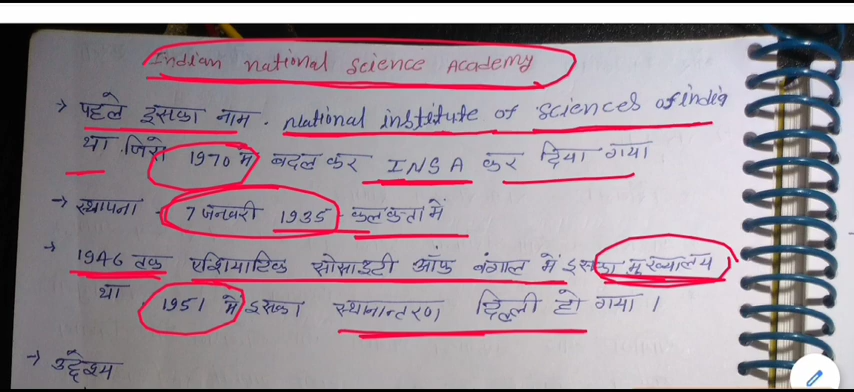 Indian national science Academy
→ पहले इसका नाम . national institute of sciences of india
था जिसे 1970 में बदल कर INSA कर दिया गया
→ स्थापना - 7 जनवरी 1935 - कलकत्ता में
→ 1946 तक एशियाटिक सोसाइटी ऑफ बंगाल में इसका मुख्यालय
था 1951 में इसका स्थानान्तरण दिल्ली हो गया ।
→ उद्देश्य